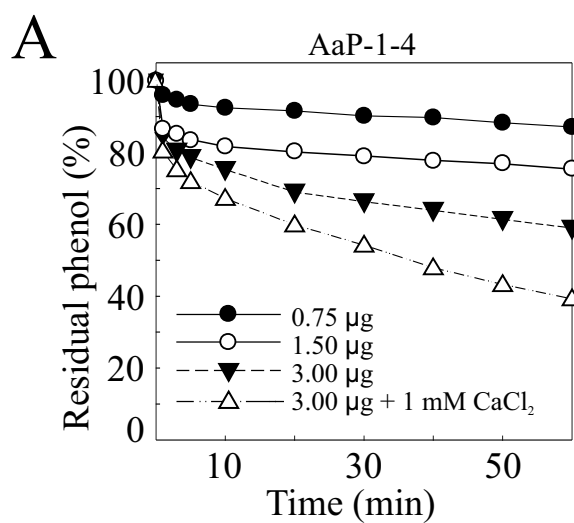 A
AaP-1-4
Residual phenol (%)
100
80
60
40
20
0
0.75 µg
1.50 µg
3.00 µg
3.00 µg + 1 mM CaCl₂
10
30
50
Time (min)